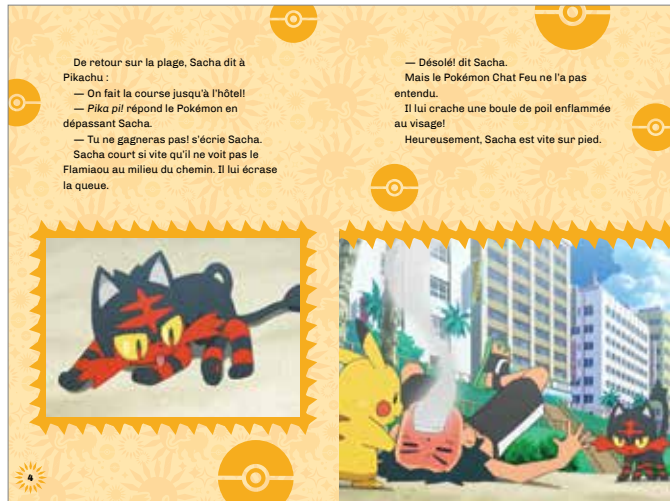 De retour sur la plage, Sacha dit à
Pikachu :
— On fait la course jusqu'à l'hôtel!
— Pika pi! répond le Pokémon en
dépassant Sacha.
— Tu ne gagneras pas! s'écrie Sacha.
Sacha court si vite qu'il ne voit pas le
Flamiaou au milieu du chemin. Il lui écrase
la queue.
— Désolé! dit Sacha.
Mais le Pokémon Chat Feu ne l'a pas
entendu.
Il lui crache une boule de poil enflammée
au visage!
Heureusement, Sacha est vite sur pied.
4